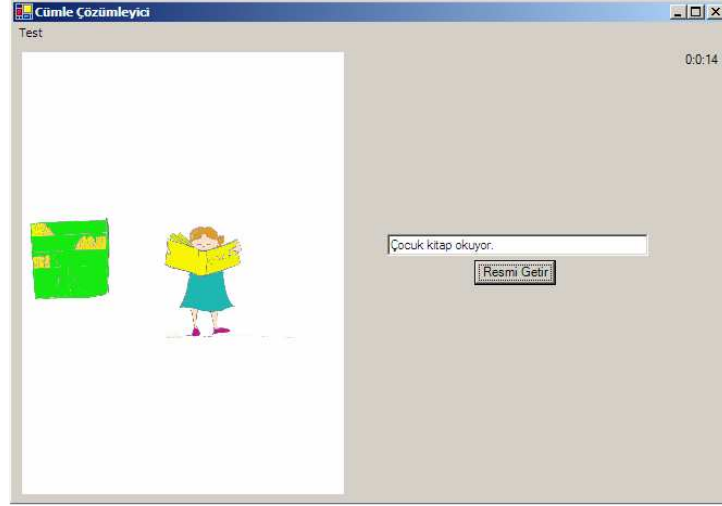 Cümle Çözümleyici
Test
0:0:14
Çocuk kitap okuyor.
Resmi Getir